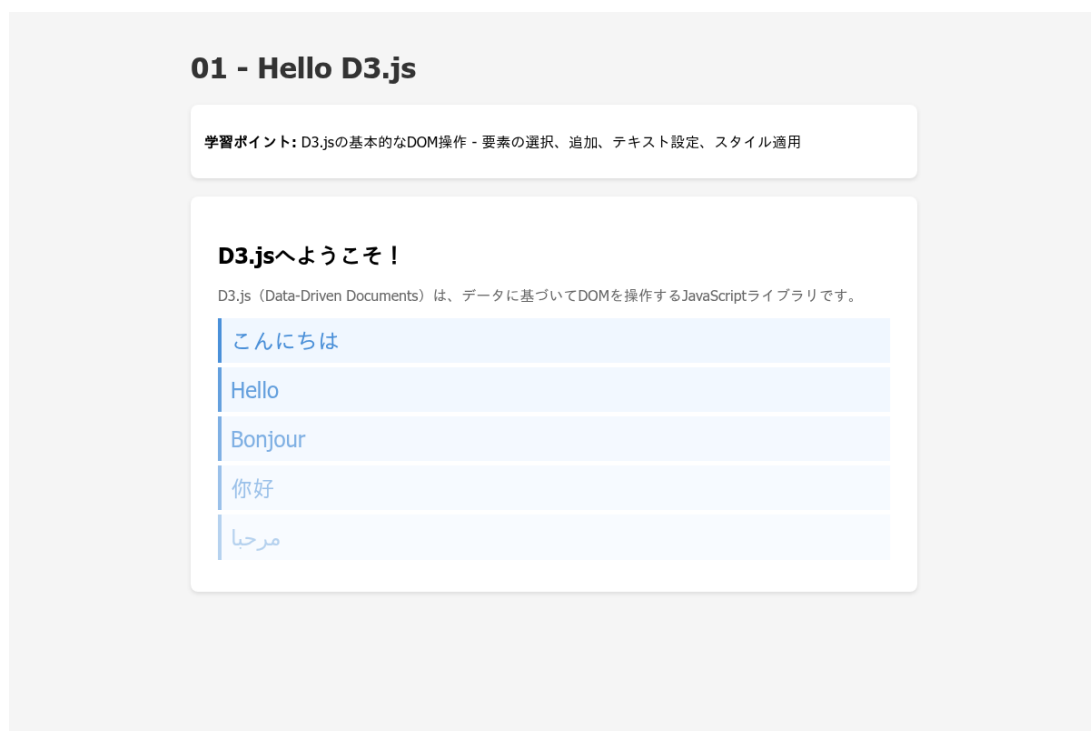 01 - Hello D3.js
学習ポイント: D3.jsの基本的なDOM操作 - 要素の選択、追加、テキスト設定、スタイル適用
D3.jsへようこそ！
D3.js（Data-Driven Documents）は、データに基づいてDOMを操作するJavaScriptライブラリです。
こんにちは
Hello
Bonjour
你好
مرحبا